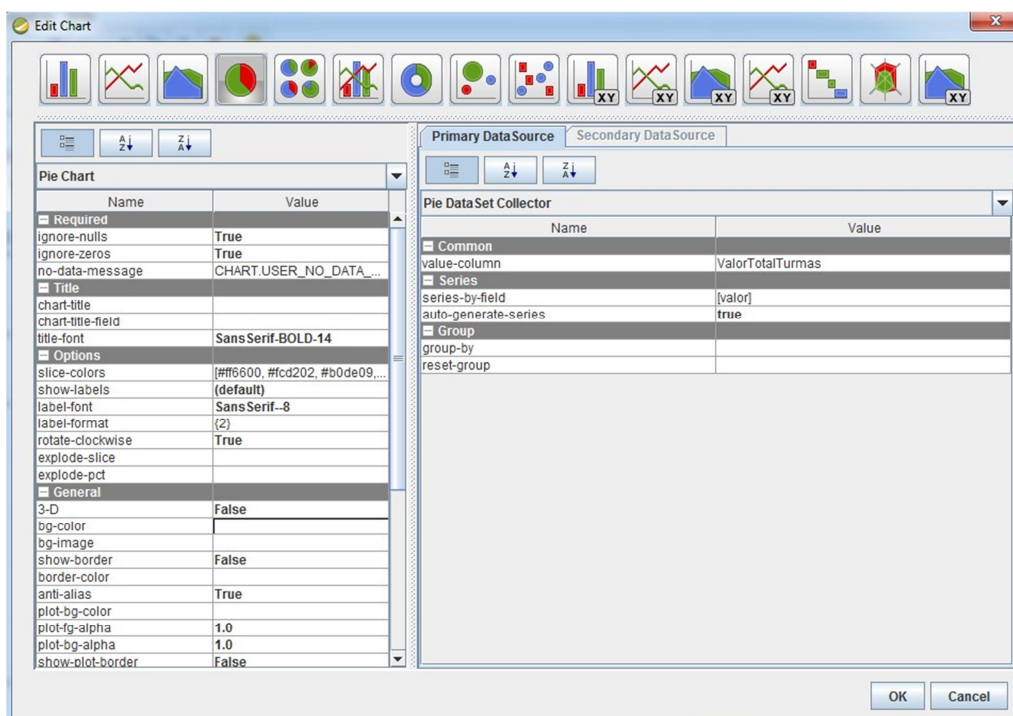 Edit Chart
XY XY XY XY XY
A Z Z A
Pie Chart
Name Value
Required
ignore-nulls True
ignore-zeros True
no-data-message CHART.USER_NO_DATA_...
Title
chart-title
chart-title-field
title-font SansSerif-BOLD-14
Options
slice-colors [#ff6600, #fcd202, #b0de09,...
show-labels (default)
label-font SansSerif--8
label-format {2}
rotate-clockwise True
explode-slice
explode-pct
General
3-D False
bg-color
bg-image
show-border False
border-color
anti-alias True
plot-bg-color
plot-fg-alpha 1.0
plot-bg-alpha 1.0
show-plot-border False
Primary DataSource Secondary DataSource
A Z Z A
Pie DataSet Collector
Name Value
Common
value-column ValorTotalTurmas
Series
series-by-field [valor]
auto-generate-series true
Group
group-by
reset-group
OK Cancel